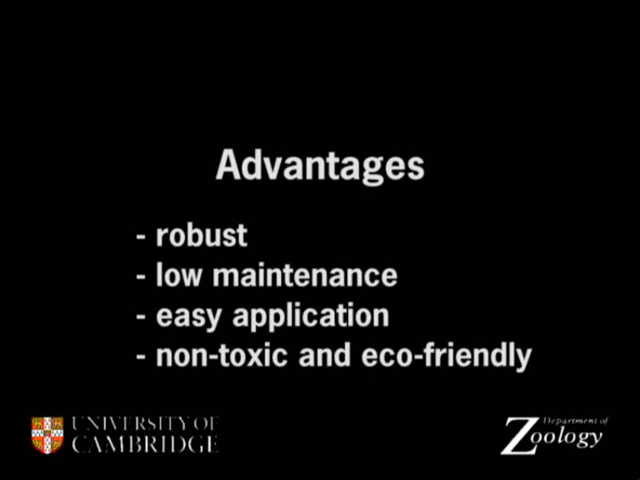 Advantages
- robust
- low maintenance
- easy application
- non-toxic and eco-friendly
UNIVERSITY OF
CAMBRIDGE
Department of
Zoology